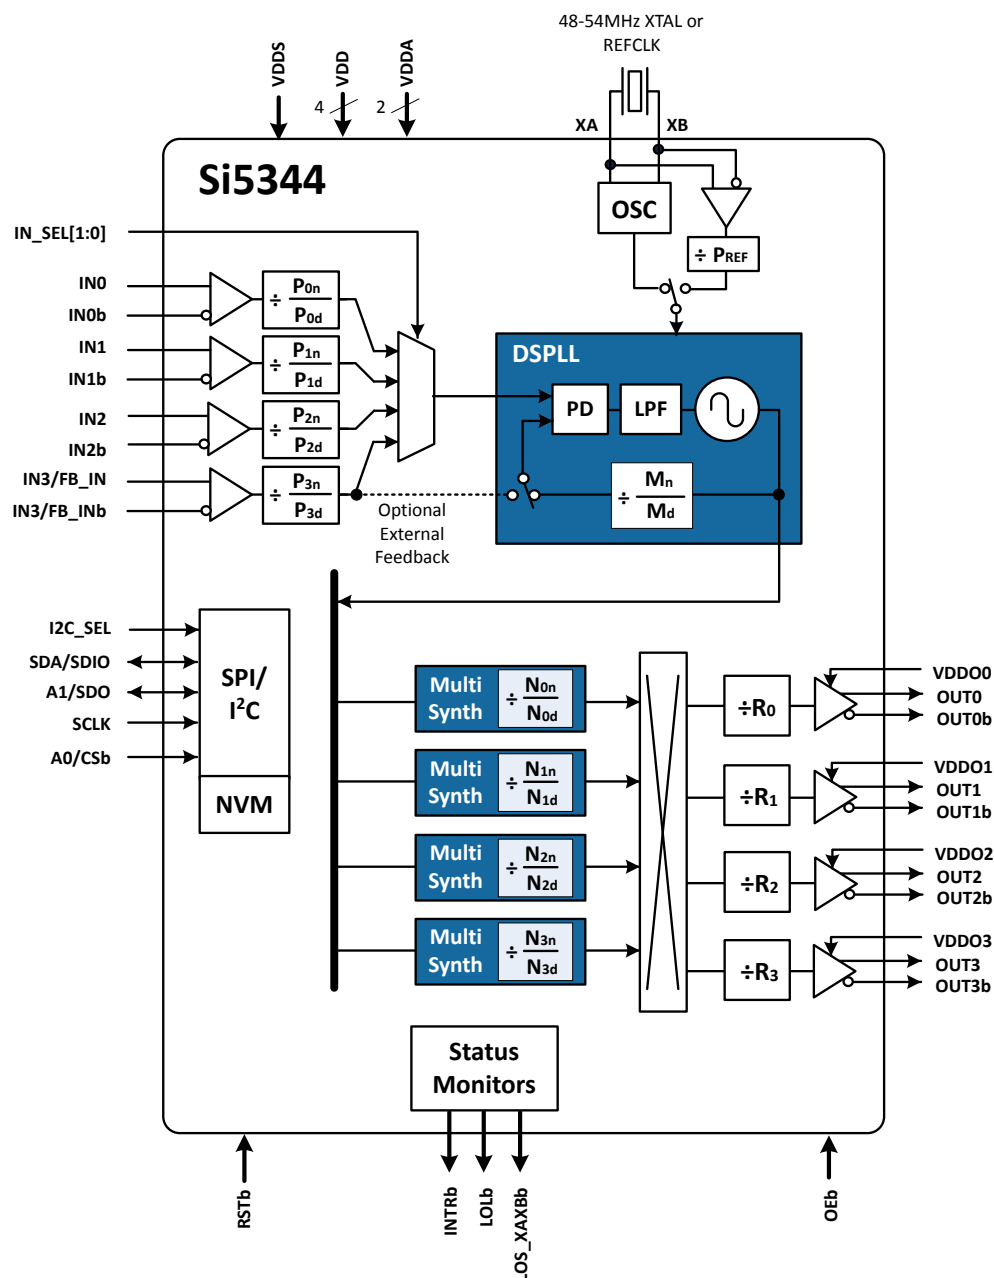 48-54MHz XTAL or
REFCLK
VDDS
VDD
VDDA
4
2
XA
XB
Si5344
OSC
÷ PREF
IN_SEL[1:0]
IN0
IN0b
÷ P0n
P0d
IN1
IN1b
÷ P1n
P1d
IN2
IN2b
÷ P2n
P2d
IN3/FB_IN
IN3/FB_INb
÷ P3n
P3d
DSPLL
PD
LPF
÷ Mn
Md
Optional
External
Feedback
I2C_SEL
SDA/SDIO
A1/SDO
SCLK
A0/CSb
SPI/
I²C
NVM
Multi
Synth
÷ N0n
N0d
Multi
Synth
÷ N1n
N1d
Multi
Synth
÷ N2n
N2d
Multi
Synth
÷ N3n
N3d
÷R0
÷R1
÷R2
÷R3
VDDO0
OUT0
OUT0b
VDDO1
OUT1
OUT1b
VDDO2
OUT2
OUT2b
VDDO3
OUT3
OUT3b
Status
Monitors
RSTb
INTRb
LOLb
LOS_XAXBb
OEb